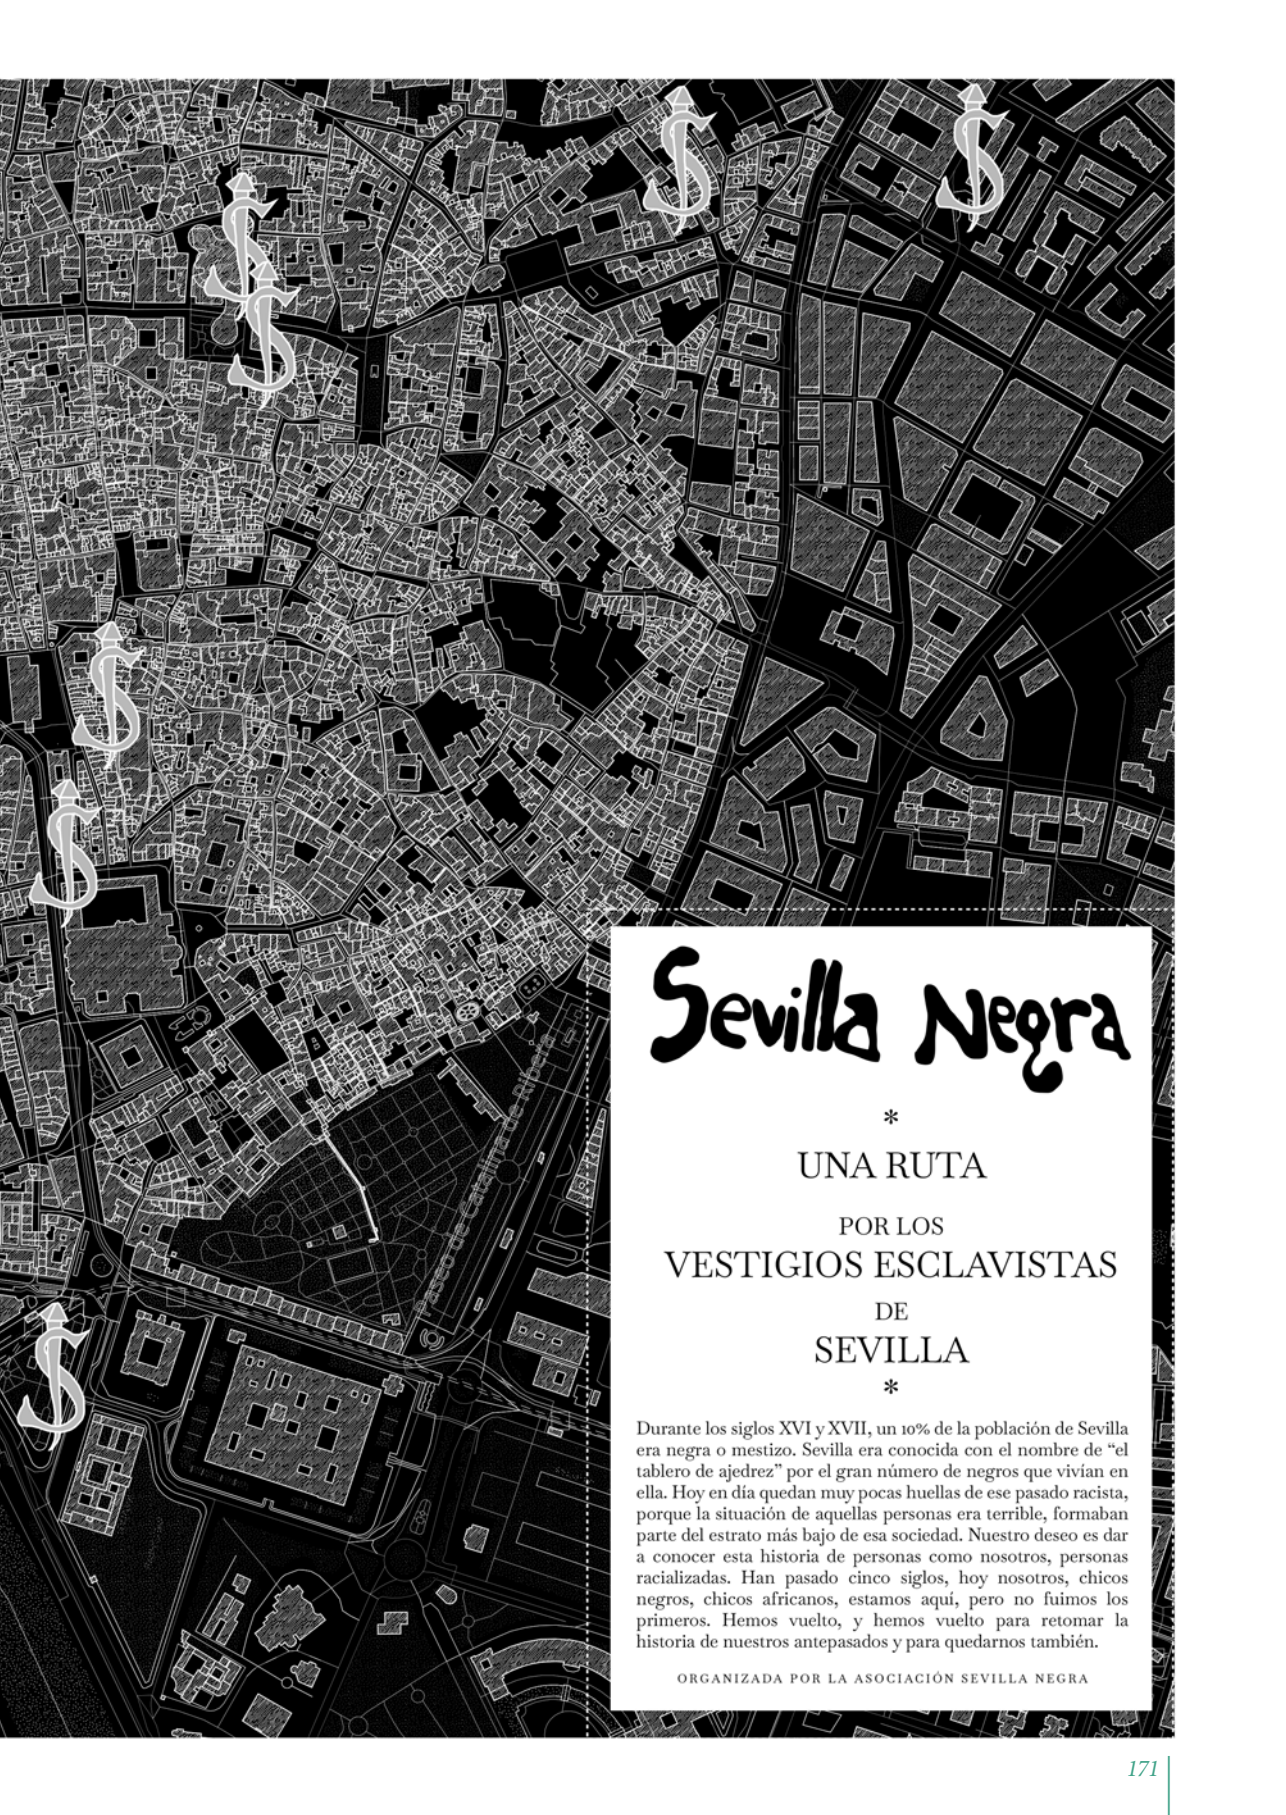 Paseo de Catalina de Ribera
Sevilla Negra
*
UNA RUTA
POR LOS
VESTIGIOS ESCLAVISTAS
DE
SEVILLA
*
Durante los siglos XVI y XVII, un 10% de la población de Sevilla
era negra o mestizo. Sevilla era conocida con el nombre de “el
tablero de ajedrez” por el gran número de negros que vivían en
ella. Hoy en día quedan muy pocas huellas de ese pasado racista,
porque la situación de aquellas personas era terrible, formaban
parte del estrato más bajo de esa sociedad. Nuestro deseo es dar
a conocer esta historia de personas como nosotros, personas
racializadas. Han pasado cinco siglos, hoy nosotros, chicos
negros, chicos africanos, estamos aquí, pero no fuimos los
primeros. Hemos vuelto, y hemos vuelto para retomar la
historia de nuestros antepasados y para quedarnos también.
ORGANIZADA POR LA ASOCIACIÓN SEVILLA NEGRA
171